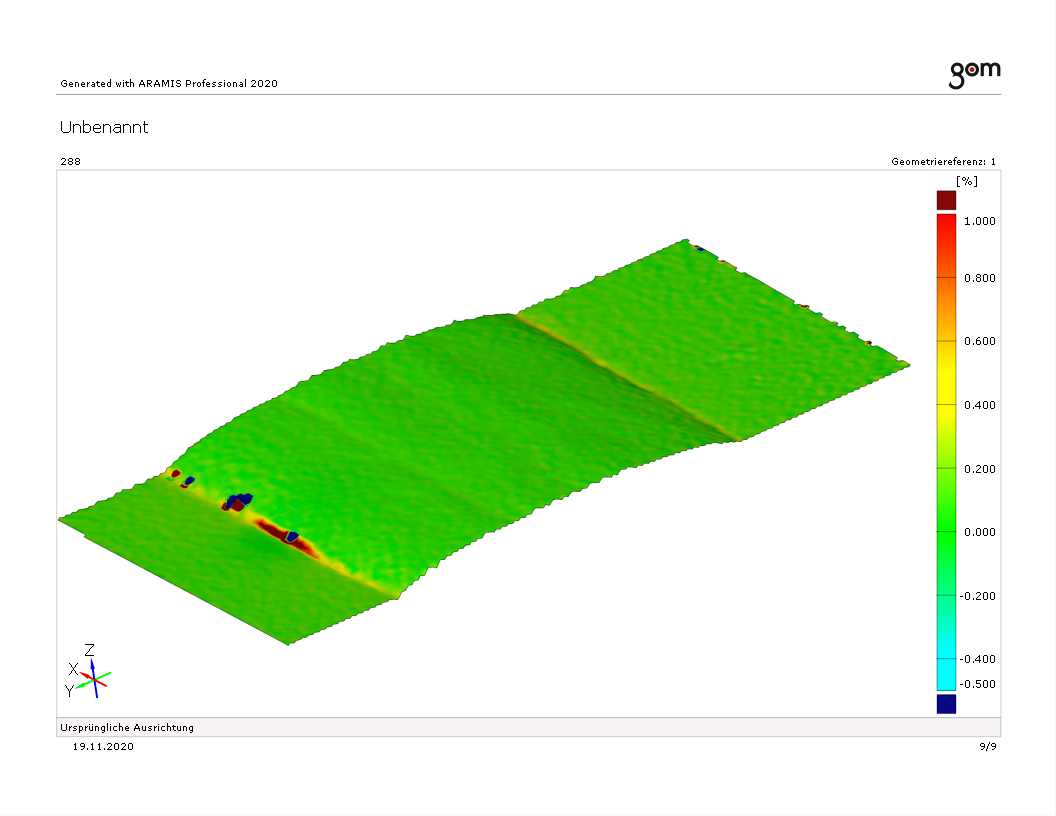 gom
Generated with ARAMIS Professional 2020
Unbenannt
288
Geometriereferenz: 1
[%]
1.000
0.800
0.600
0.400
0.200
0.000
-0.200
-0.400
-0.500
Z
X
Y
Ursprüngliche Ausrichtung
19.11.2020
9/9